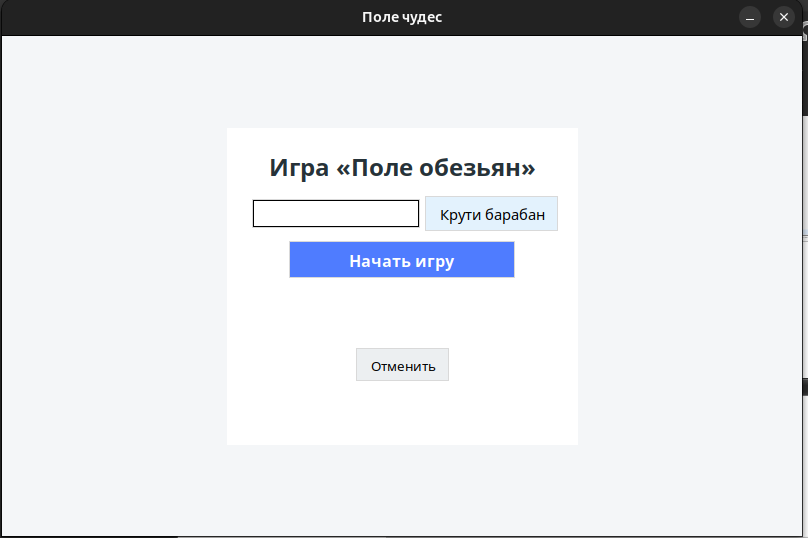 Поле чудес
Игра «Поле обезьян»
Крути барабан
Начать игру
Отменить